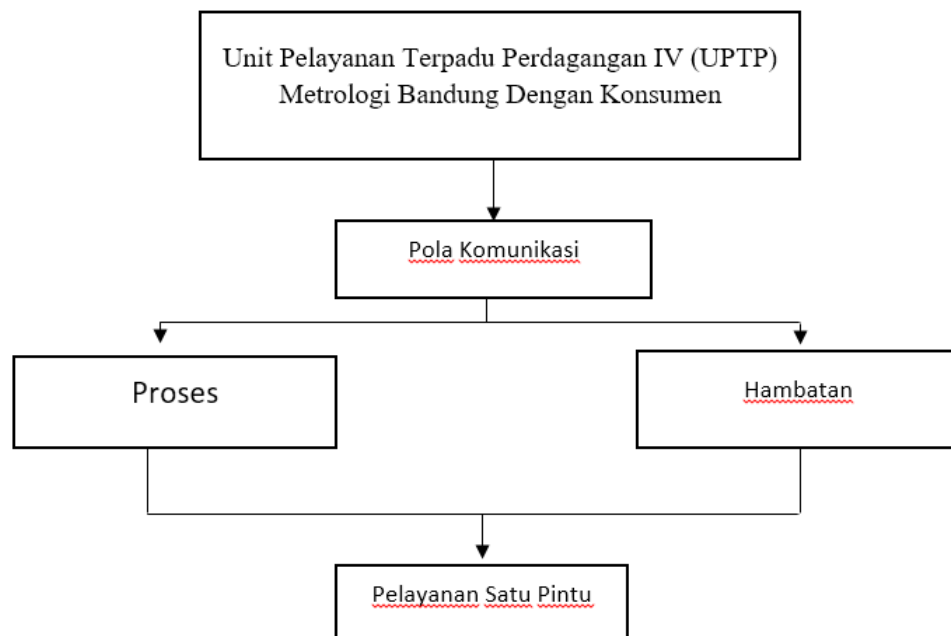 Unit Pelayanan Terpadu Perdagangan IV (UPTP)
Metrologi Bandung Dengan Konsumen
Pola Komunikasi
Proses
Hambatan
Pelayanan Satu Pintu